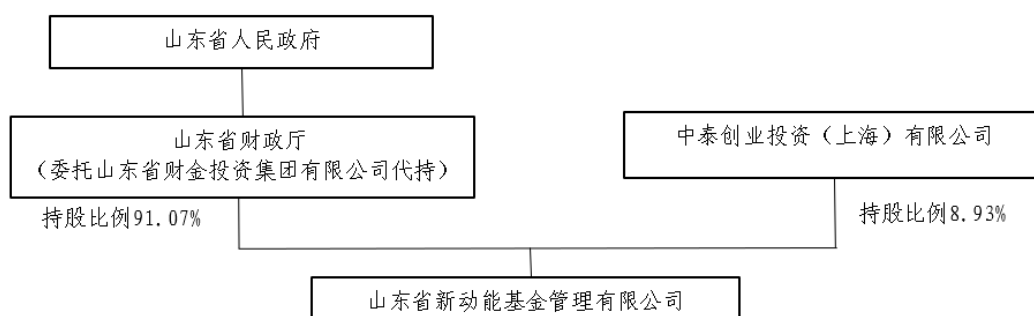 山东省人民政府
山东省财政厅
（委托山东省财金投资集团有限公司代持）
中泰创业投资（上海）有限公司
持股比例91.07%
持股比例8.93%
山东省新动能基金管理有限公司